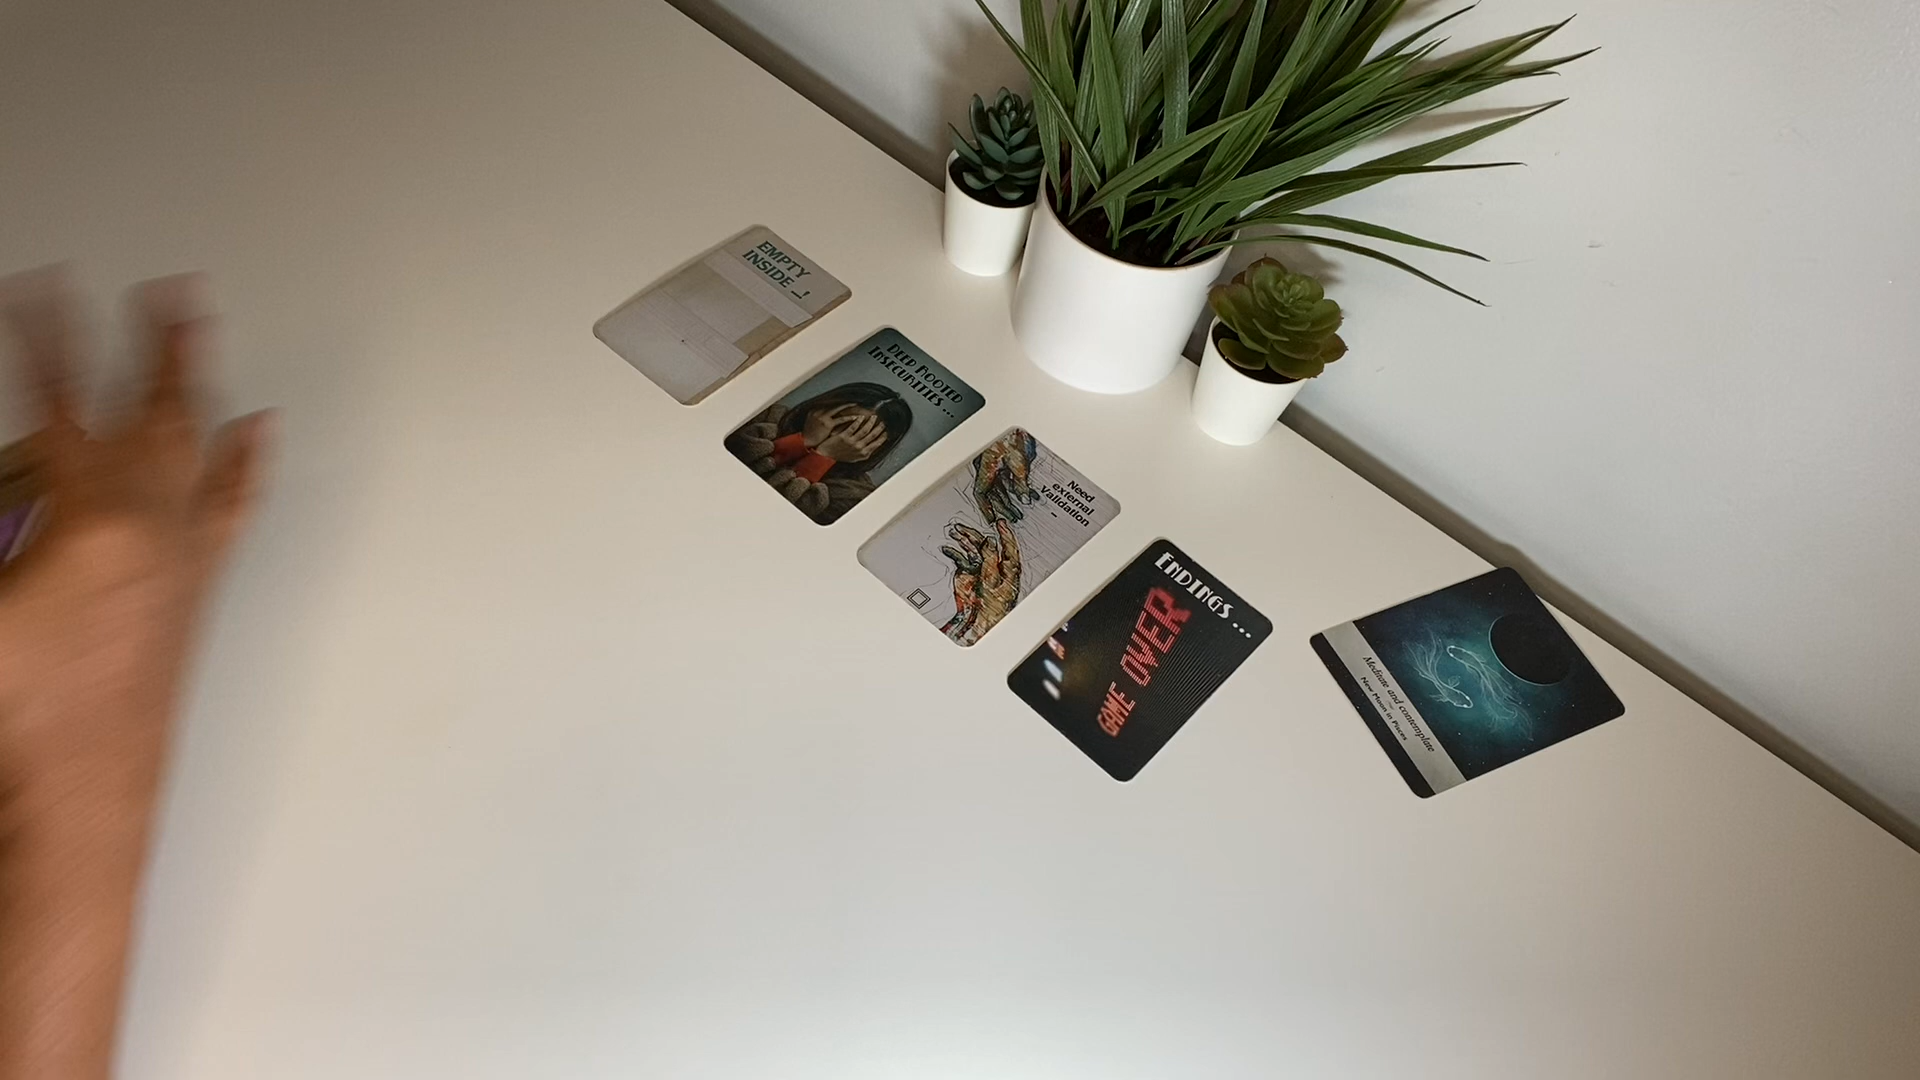 EMPTY
INSIDE _!
DEEP ROOTED
INSECURITIES ...
Need
external
Validation
-
ENDINGS ...
GAME OVER
Meditate and contemplate
New Moon in Pisces